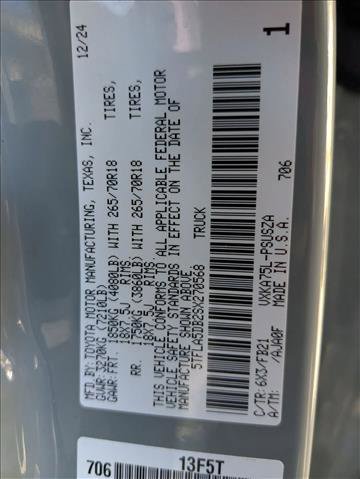 MFD. BY: TOYOTA MOTOR MANUFACTURING, TEXAS, INC. 12/24
GVWR: 3270KG (7210LB)
GAWR: FRT. 1850KG (4080LB) WITH 265/70R18 TIRES,
18X7.5J RIMS,
RR. 1750KG (3860LB) WITH 265/70R18 TIRES,
18X7.5J RIMS,
THIS VEHICLE CONFORMS TO ALL APPLICABLE FEDERAL MOTOR
VEHICLE SAFETY STANDARDS IN EFFECT ON THE DATE OF
MANUFACTURE SHOWN ABOVE.
5TFLA5DB2SX270568 TRUCK
706
C/TR: 6X3/FB21 UXKA75L-PSUSZA
/AJA0F MADE IN U.S.A. 1
706 13F5T